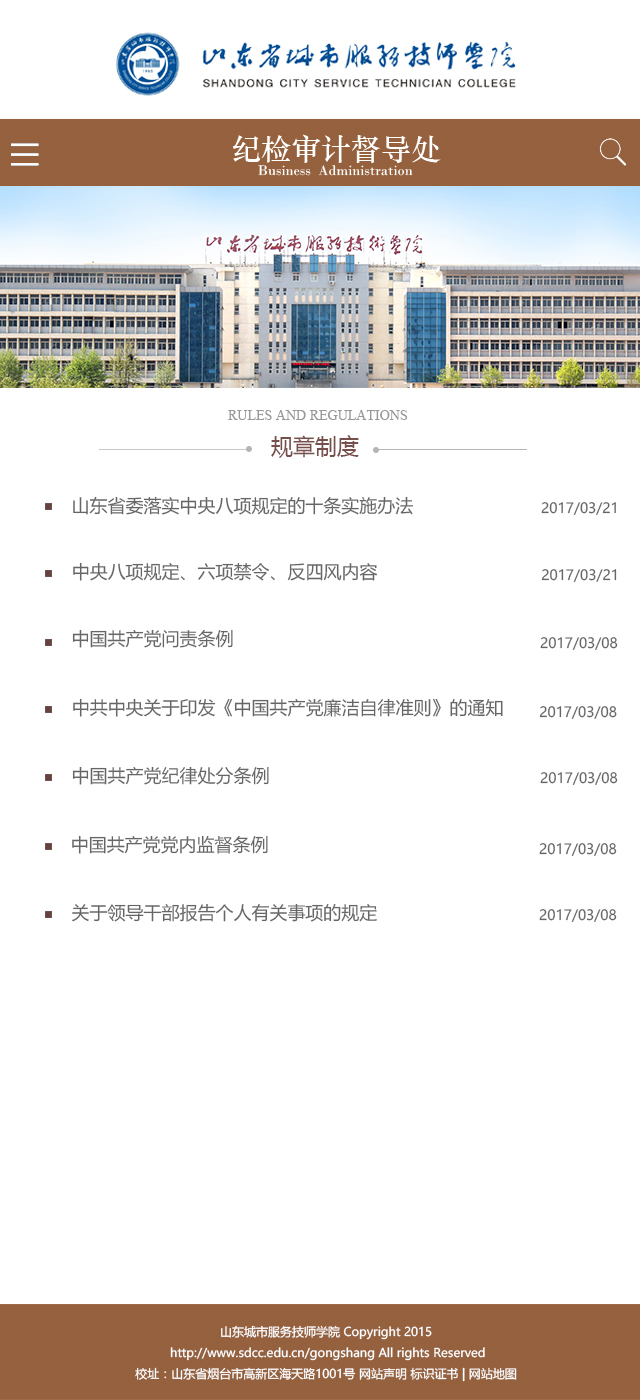 山东省城市服务技师学院
SHANDONG CITY SERVICE TECHNICIAN COLLEGE
纪检审计督导处
Business Administration
山东省城市服务技术学院
RULES AND REGULATIONS
规章制度
山东省委落实中央八项规定的十条实施办法 2017/03/21
中央八项规定、六项禁令、反四风内容 2017/03/21
中国共产党问责条例 2017/03/08
中共中央关于印发《中国共产党廉洁自律准则》的通知 2017/03/08
中国共产党纪律处分条例 2017/03/08
中国共产党党内监督条例 2017/03/08
关于领导干部报告个人有关事项的规定 2017/03/08
山东城市服务技师学院 Copyright 2015
http://www.sdcc.edu.cn/gongshang All rights Reserved
校址：山东省烟台市高新区海天路1001号 网站声明 标识证书 | 网站地图